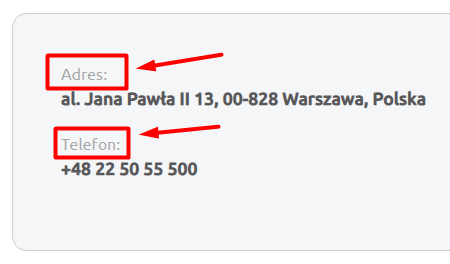 Adres:
al. Jana Pawła II 13, 00-828 Warszawa, Polska
Telefon:
+48 22 50 55 500